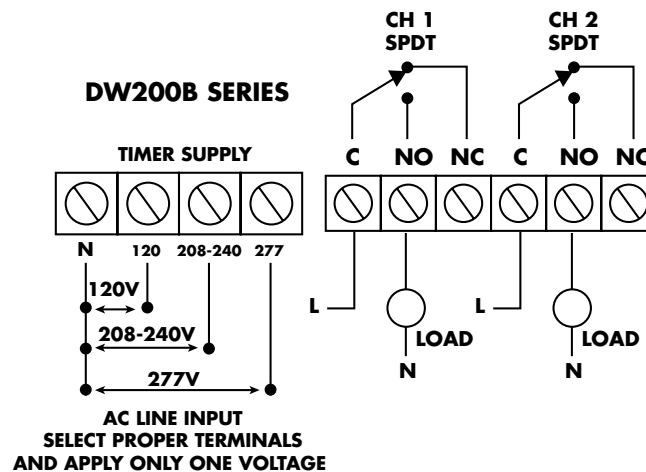 CH 1
SPDT
CH 2
SPDT
DW200B SERIES
TIMER SUPPLY
C NO NC C NO NC
N 120 208-240 277
120V
208-240V
277V
L LOAD
N
L LOAD
N
AC LINE INPUT
SELECT PROPER TERMINALS
AND APPLY ONLY ONE VOLTAGE